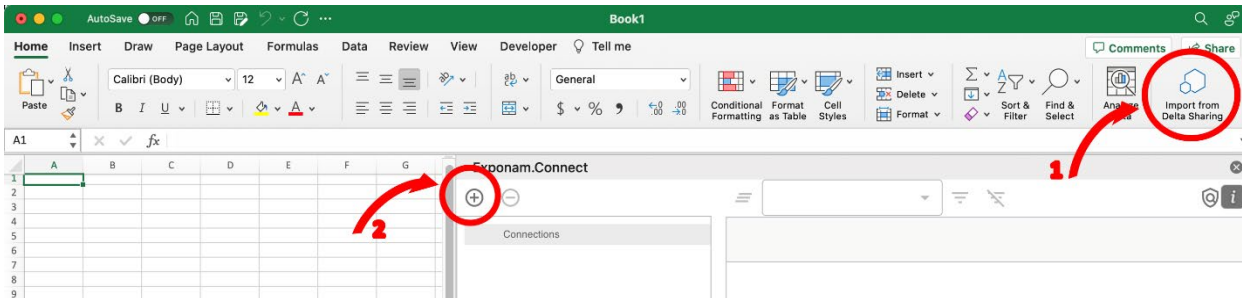 AutoSave OFF Book1
Home Insert Draw Page Layout Formulas Data Review View Developer Tell me Comments Share
Paste Calibri (Body) 12 A^ A˅ General Conditional Formatting Format as Table Cell Styles Insert Delete Format Sort & Filter Find & Select Import from Delta Sharing
B I U A $ % 9
A1 fx
1
A B C D E F G Exponam.Connect
1
2
3
4
5
6
7
8
9
2
Connections